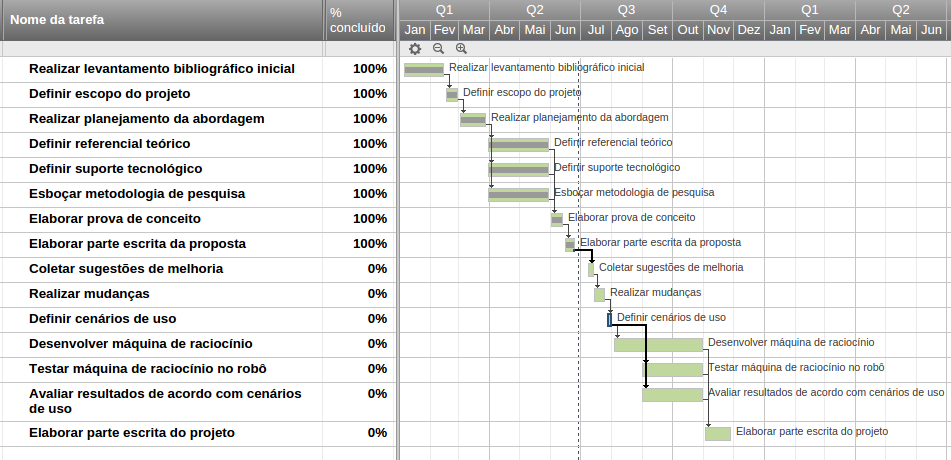 Nome da tarefa
%
concluído
Q1 Q2 Q3 Q4 Q1 Q2
Jan Fev Mar Abr Mai Jun Jul Ago Set Out Nov Dez Jan Fev Mar Abr Mai Jun
Realizar levantamento bibliográfico inicial 100% Realizar levantamento bibliográfico inicial
Definir escopo do projeto 100% Definir escopo do projeto
Realizar planejamento da abordagem 100% Realizar planejamento da abordagem
Definir referencial teórico 100% Definir referencial teórico
Definir suporte tecnológico 100% Definir suporte tecnológico
Esboçar metodologia de pesquisa 100% Esboçar metodologia de pesquisa
Elaborar prova de conceito 100% Elaborar prova de conceito
Elaborar parte escrita da proposta 100% Elaborar parte escrita da proposta
Coletar sugestões de melhoria 0% Coletar sugestões de melhoria
Realizar mudanças 0% Realizar mudanças
Definir cenários de uso 0% Definir cenários de uso
Desenvolver máquina de raciocínio 0% Desenvolver máquina de raciocínio
Testar máquina de raciocínio no robô 0% Testar máquina de raciocínio no robô
Avaliar resultados de acordo com cenários 0% Avaliar resultados de acordo com cenários de uso
de uso
Elaborar parte escrita do projeto 0% Elaborar parte escrita do projeto